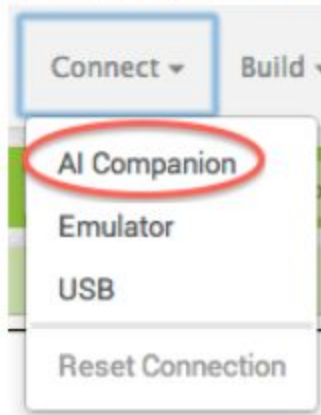 Connect Build
AI Companion
Emulator
USB
Reset Connection